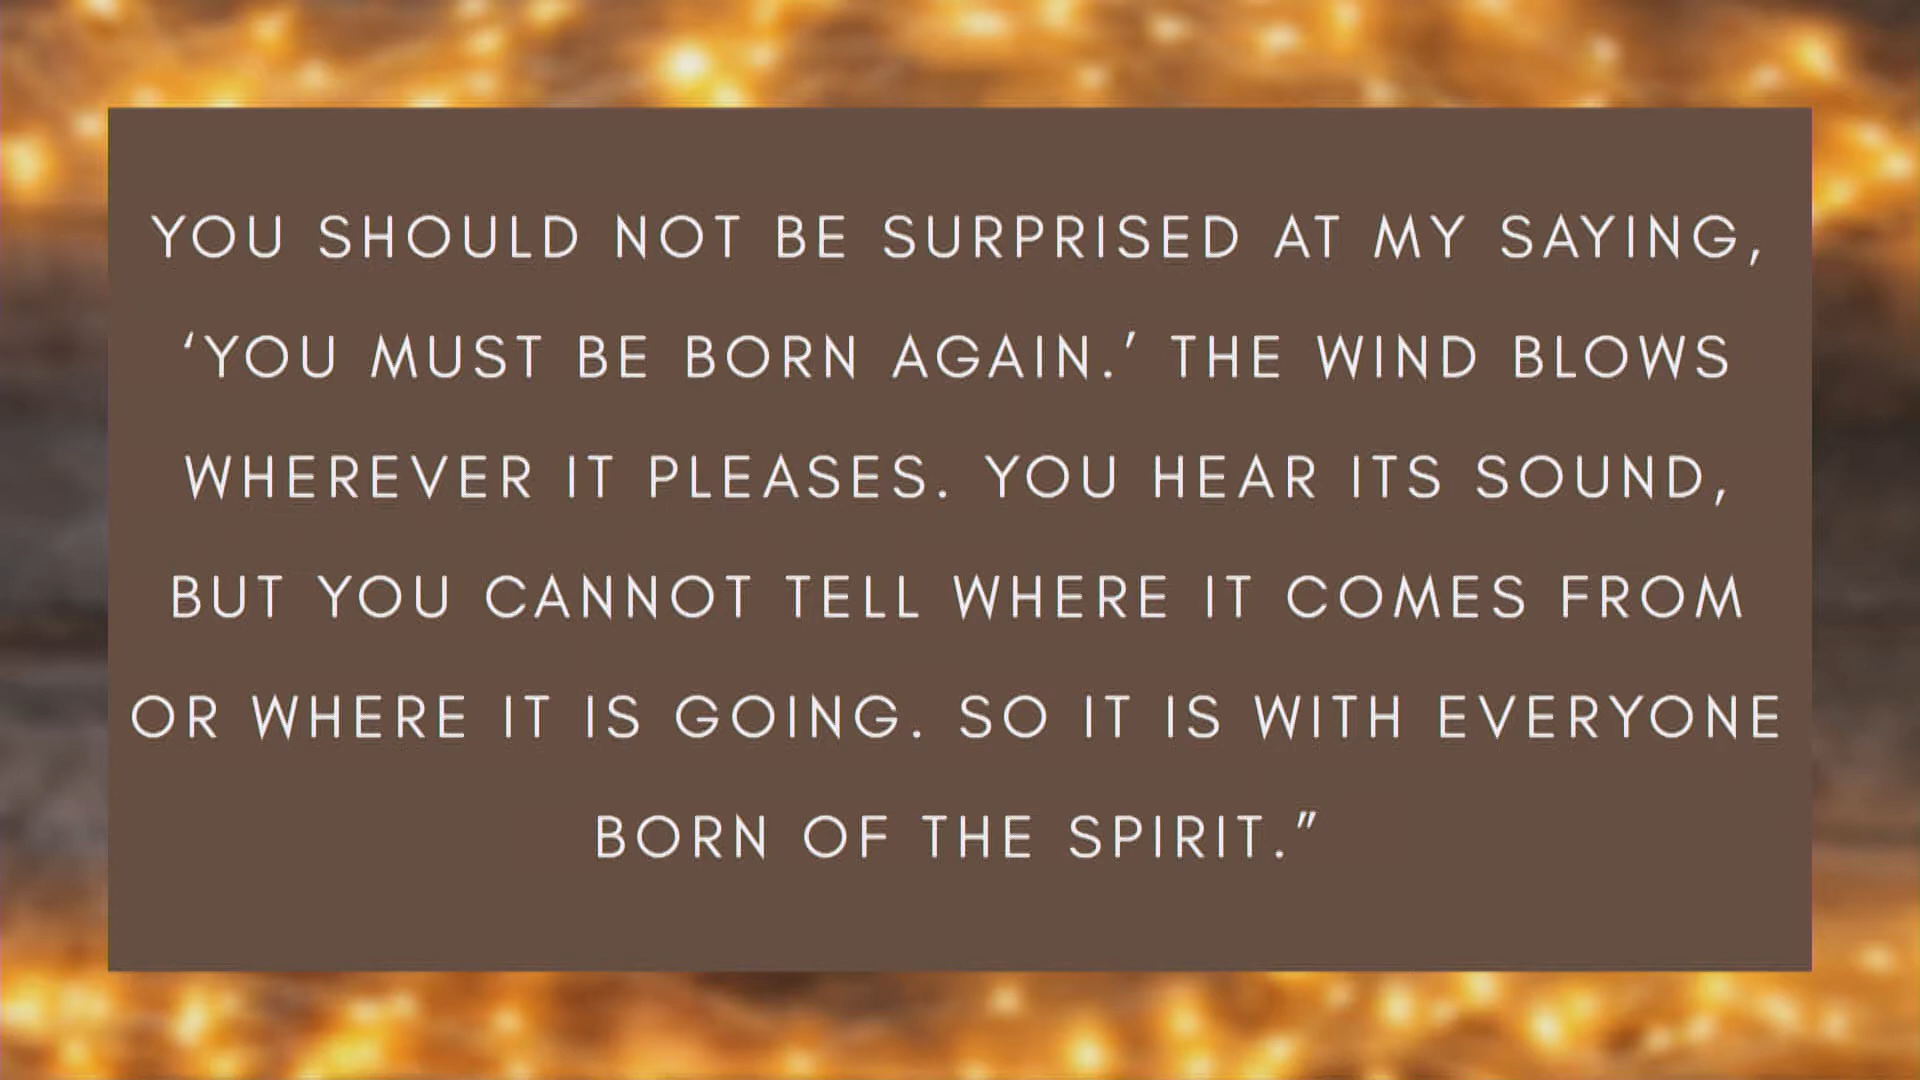 YOU SHOULD NOT BE SURPRISED AT MY SAYING,
‘YOU MUST BE BORN AGAIN.’ THE WIND BLOWS
WHEREVER IT PLEASES. YOU HEAR ITS SOUND,
BUT YOU CANNOT TELL WHERE IT COMES FROM
OR WHERE IT IS GOING. SO IT IS WITH EVERYONE
BORN OF THE SPIRIT.”